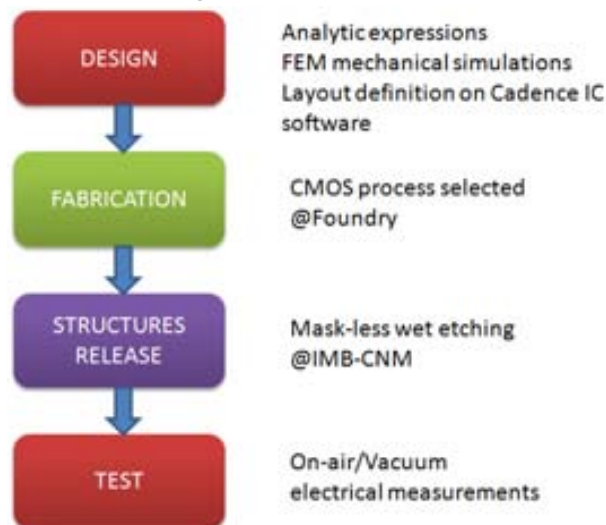 DESIGN
Analytic expressions
FEM mechanical simulations
Layout definition on Cadence IC
software
FABRICATION
CMOS process selected
@Foundry
STRUCTURES
RELEASE
Mask-less wet etching
@IMB-CNM
TEST
On-air/Vacuum
electrical measurements